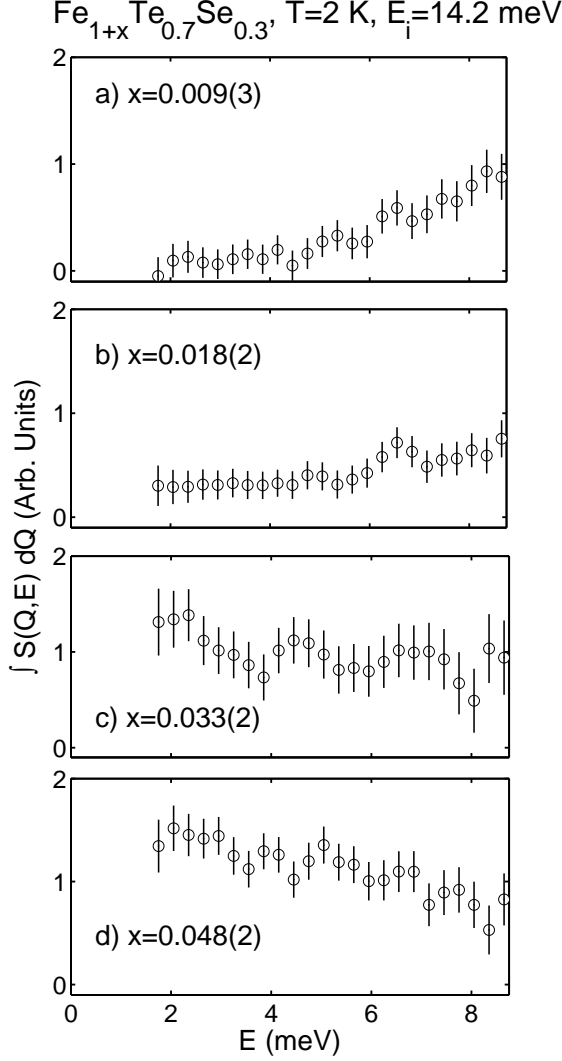 Fe1+xTe0.7Se0.3, T=2 K, Ei=14.2 meV
2
a) x=0.009(3)
1
0
2
b) x=0.018(2)
1
0
∫ S(Q,E) dQ (Arb. Units)
2
1
c) x=0.033(2)
0
2
1
d) x=0.048(2)
0
0 2 4 6 8
E (meV)